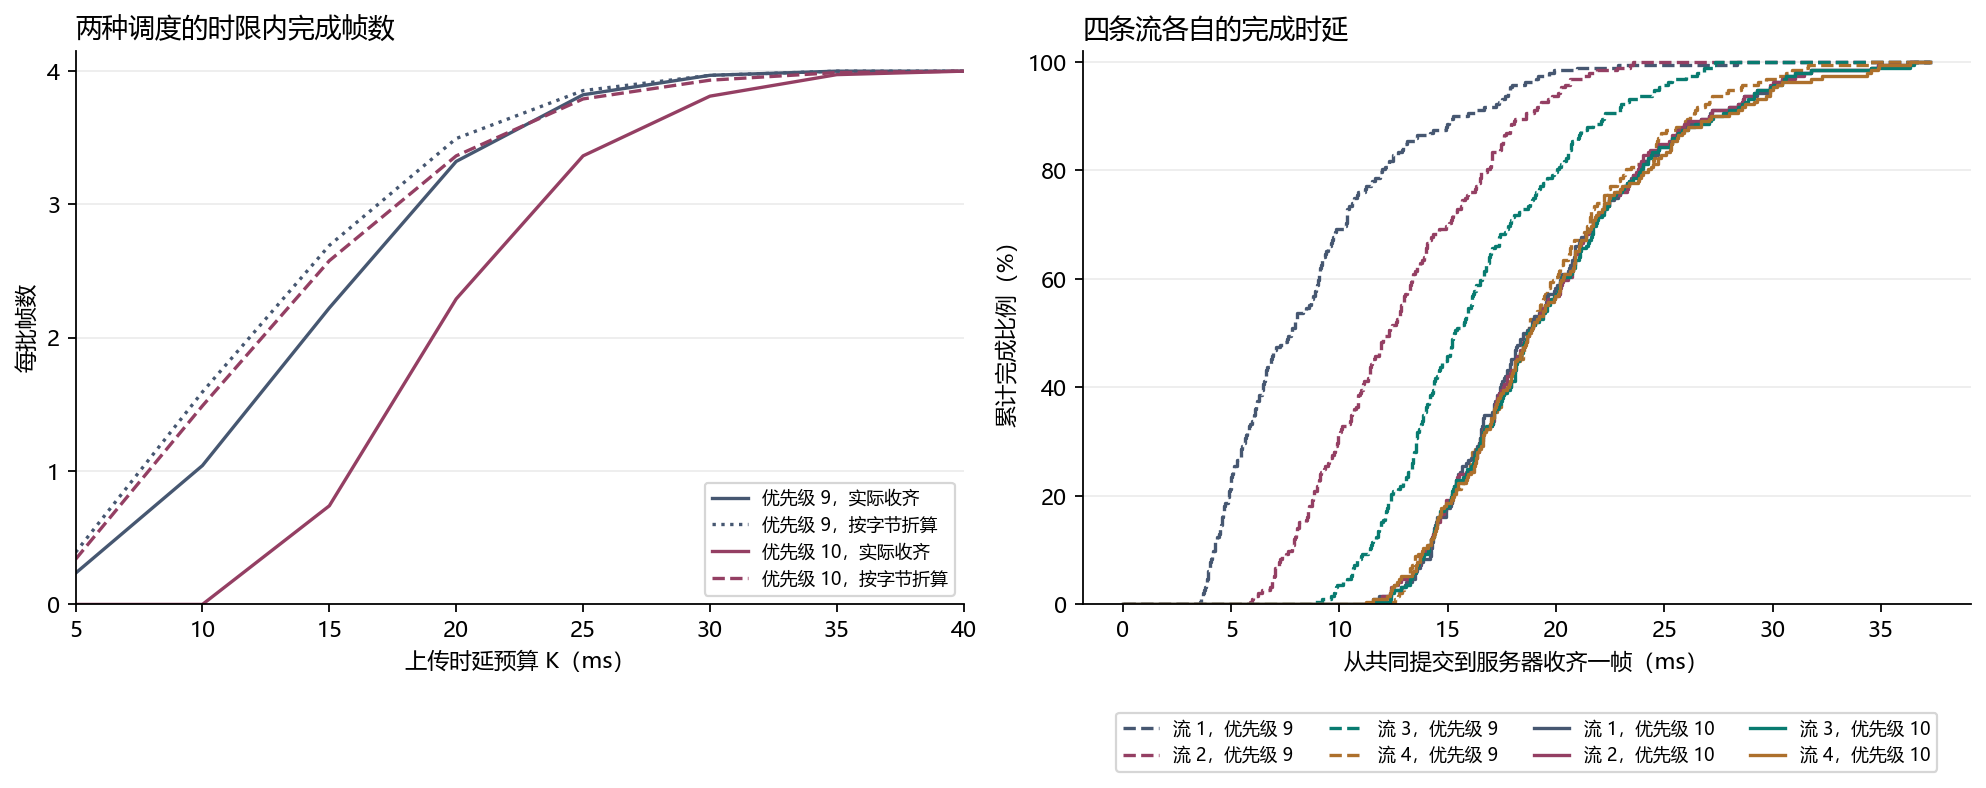 两种调度的时限内完成帧数
每批帧数
4
3
2
1
0
5 10 15 20 25 30 35 40
上传时延预算 K（ms）
优先级 9，实际收齐
优先级 9，按字节折算
优先级 10，实际收齐
优先级 10，按字节折算
四条流各自的完成时延
累计完成比例（%）
100
80
60
40
20
0
0 5 10 15 20 25 30 35
从共同提交到服务器收齐一帧（ms）
流 1，优先级 9 流 3，优先级 9 流 1，优先级 10 流 3，优先级 10
流 2，优先级 9 流 4，优先级 9 流 2，优先级 10 流 4，优先级 10